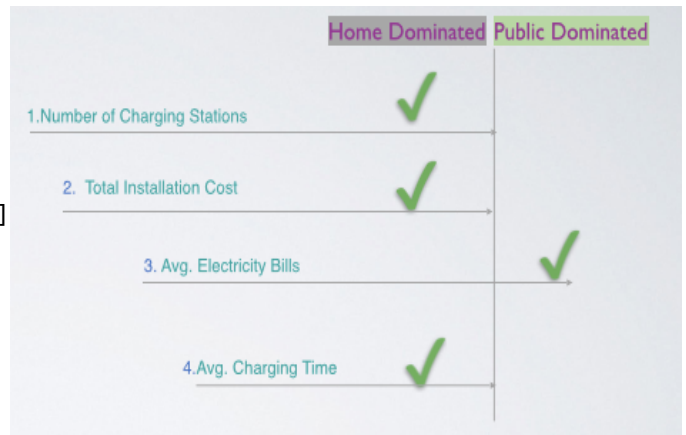 Home Dominated Public Dominated
1.Number of Charging Stations
2. Total Installation Cost
]
3. Avg. Electricity Bills
4.Avg. Charging Time